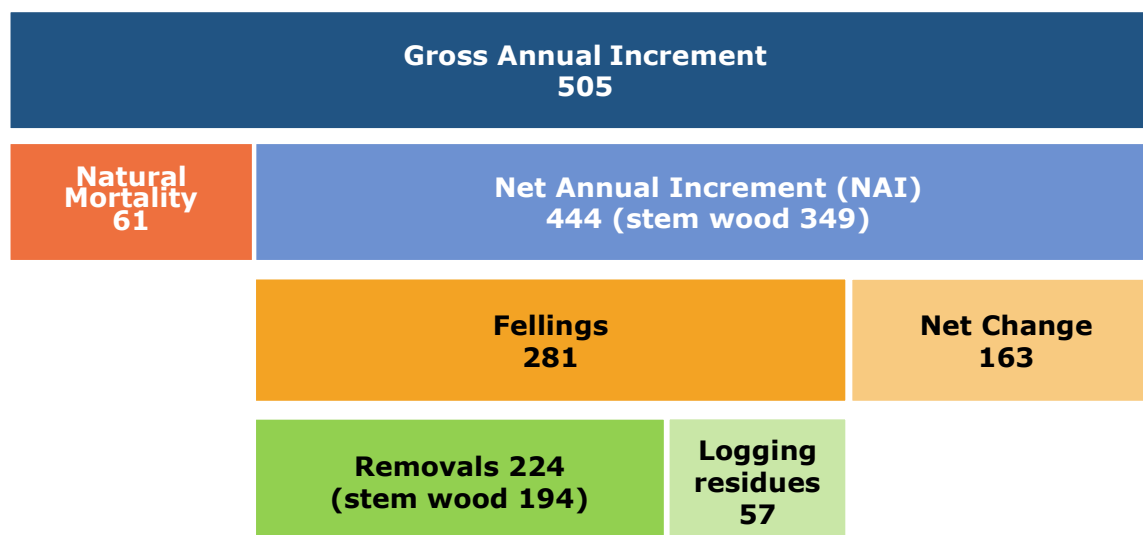 Gross Annual Increment
505
Natural
Mortality
61
Net Annual Increment (NAI)
444 (stem wood 349)
Fellings
281
Net Change
163
Removals 224
(stem wood 194)
Logging
residues
57